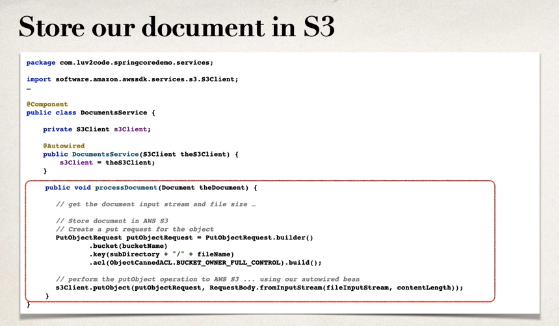 Store our document in S3
package com.luv2code.springcoredemo.services;
import software.amazon.awssdk.services.s3.S3Client;
…
@Component
public class DocumentsService {
private S3Client s3Client;
@Autowired
public DocumentsService(S3Client theS3Client) {
s3Client = theS3Client;
}
public void processDocument(Document theDocument) {
// get the document input stream and file size …
// Store document in AWS S3
// Create a put request for the object
PutObjectRequest putObjectRequest = PutObjectRequest.builder()
.bucket(bucketName)
.key(subDirectory + "/" + fileName)
.acl(ObjectCannedACL.BUCKET_OWNER_FULL_CONTROL).build();
// perform the putObject operation to AWS S3 ... using our autowired bean
s3Client.putObject(putObjectRequest, RequestBody.fromInputStream(fileInputStream, contentLength));
}
}